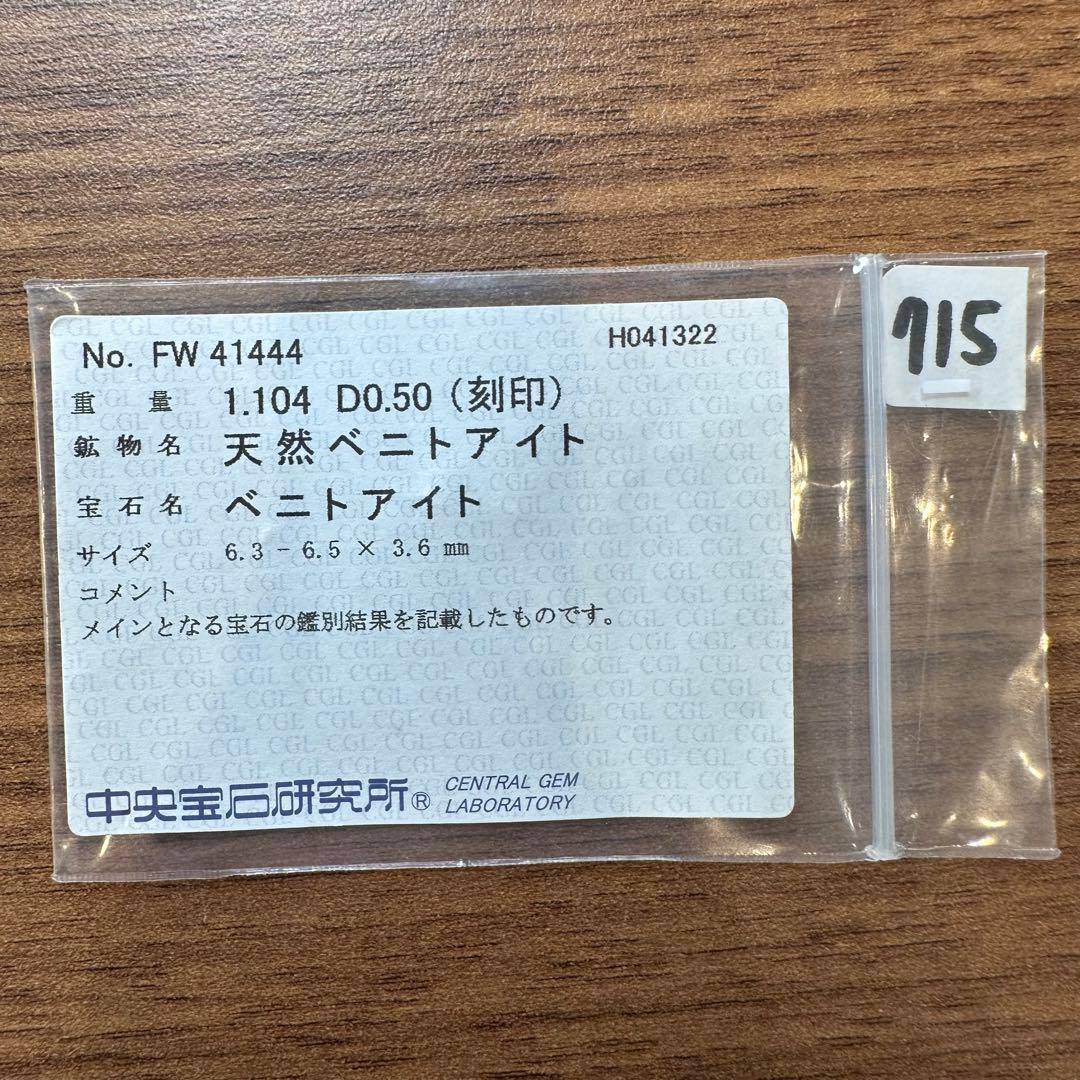 No. FW 41444
H041322
重量 1.104 D0.50 (刻印)
鉱物名 天然ベニトアイト
宝石名 ベニトアイト
サイズ 6.3 - 6.5 × 3.6 mm
コメント
メインとなる宝石の鑑別結果を記載したものです。
中央宝石研究所® CENTRAL GEM
LABORATORY
715